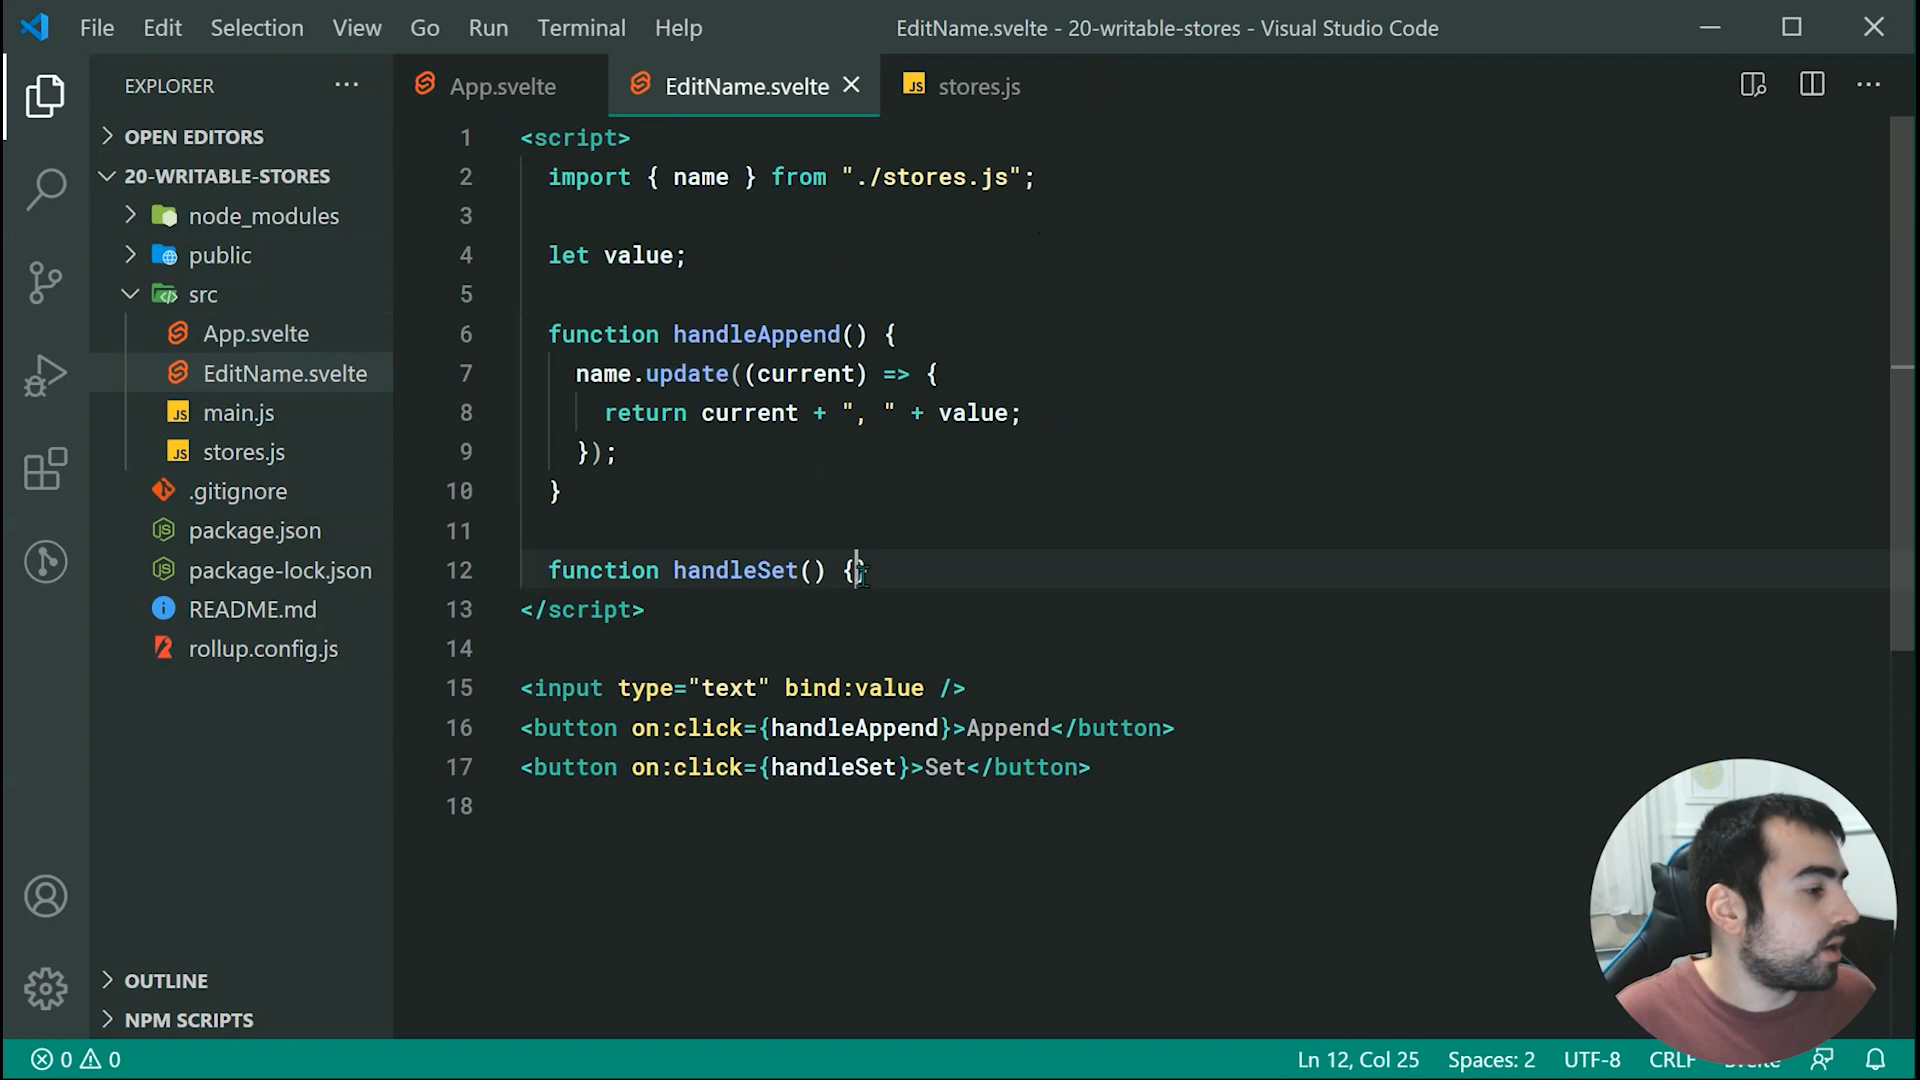 File Edit Selection View Go Run Terminal Help
EditName.svelte - 20-writable-stores - Visual Studio Code
EXPLORER
OPEN EDITORS
20-WRITABLE-STORES
node_modules
public
src
App.svelte
EditName.svelte
JS main.js
JS stores.js
.gitignore
package.json
package-lock.json
README.md
rollup.config.js
OUTLINE
NPM SCRIPTS
App.svelte
EditName.svelte
JS stores.js
1 <script>
2 import { name } from "./stores.js";
3
4 let value;
5
6 function handleAppend() {
7 name.update((current) => {
8 return current + ", " + value;
9 });
10 }
11
12 function handleSet() {}
13 </script>
14
15 <input type="text" bind:value />
16 <button on:click={handleAppend}>Append</button>
17 <button on:click={handleSet}>Set</button>
18
0 0
Ln 12, Col 25 Spaces: 2 UTF-8 CRLF Svelte